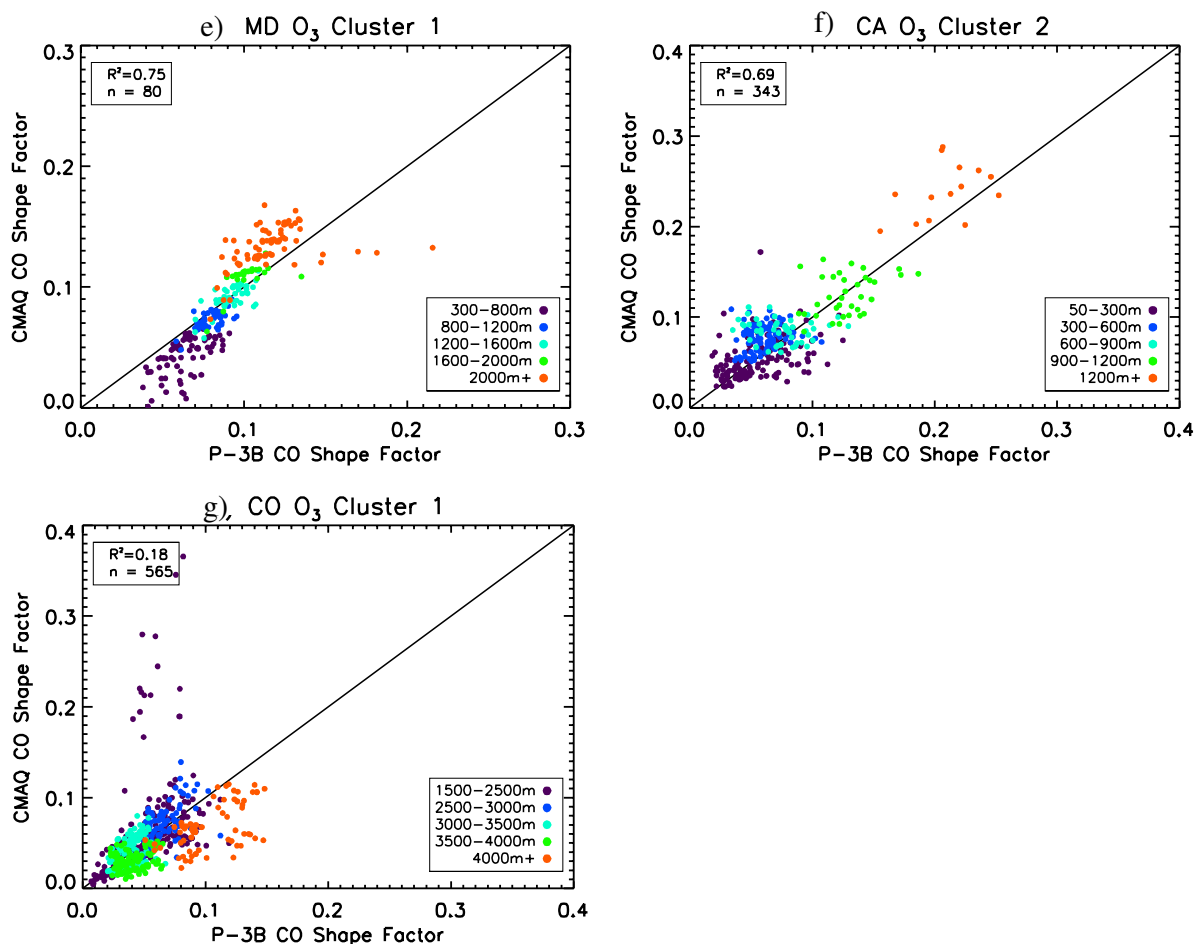 e) MD O₃ Cluster 1
R²=0.75
n = 80
CMAQ CO Shape Factor
0.3
0.2
0.1
0.0
300-800m
800-1200m
1200-1600m
1600-2000m
2000m+
0.0 0.1 0.2 0.3
P-3B CO Shape Factor
f) CA O₃ Cluster 2
R²=0.69
n = 343
CMAQ CO Shape Factor
0.4
0.3
0.2
0.1
0.0
50-300m
300-600m
600-900m
900-1200m
1200m+
0.0 0.1 0.2 0.3 0.4
P-3B CO Shape Factor
g), CO O₃ Cluster 1
R²=0.18
n = 565
CMAQ CO Shape Factor
0.4
0.3
0.2
0.1
0.0
1500-2500m
2500-3000m
3000-3500m
3500-4000m
4000m+
0.0 0.1 0.2 0.3 0.4
P-3B CO Shape Factor